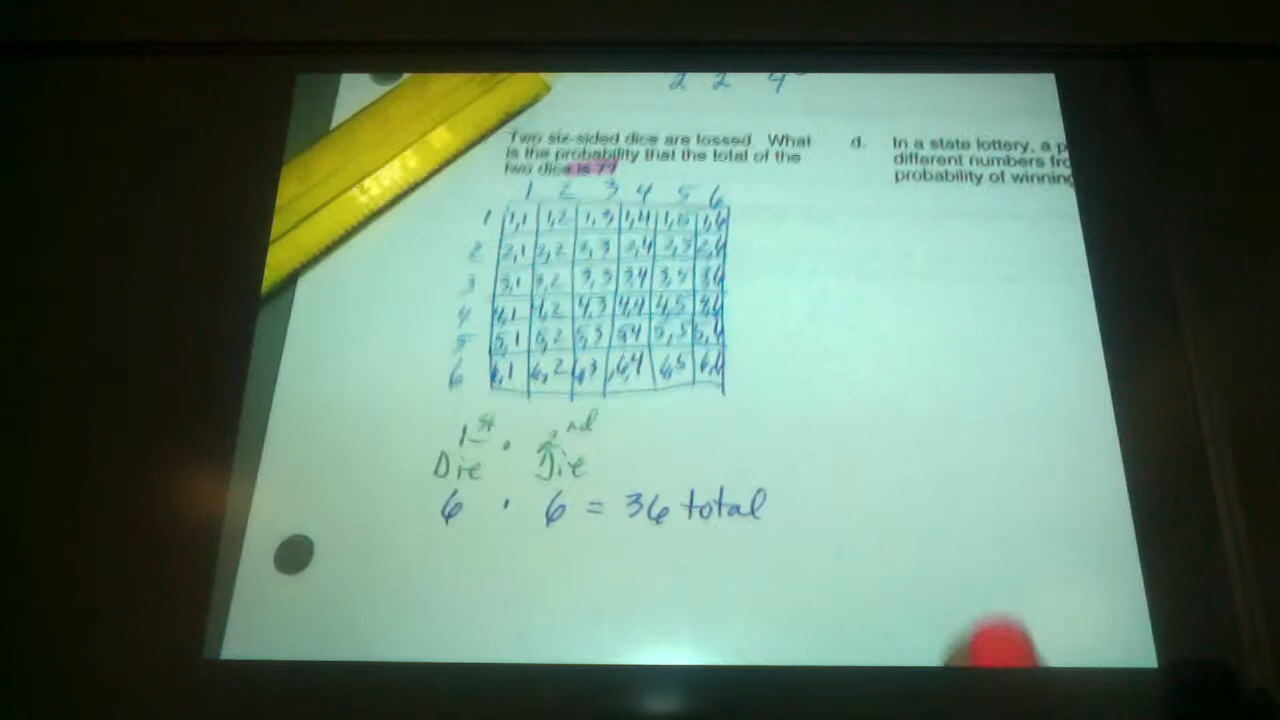 2 2 4
Two six-sided dice are tossed. What
is the probability that the total of the
two dice is 7?
1 2 3 4 5 6
1 1,1 1,2 1,3 1,4 1,5 1,6
2 2,1 2,2 2,3 2,4 2,5 2,6
3 3,1 3,2 3,3 3,4 3,5 3,6
4 4,1 4,2 4,3 4,4 4,5 4,6
5 5,1 5,2 5,3 5,4 5,5 5,6
6 6,1 6,2 6,3 6,4 6,5 6,6
1st · 2nd
Die Die
6 · 6 = 36 total
d. In a state lottery, a p
different numbers fro
probability of winning